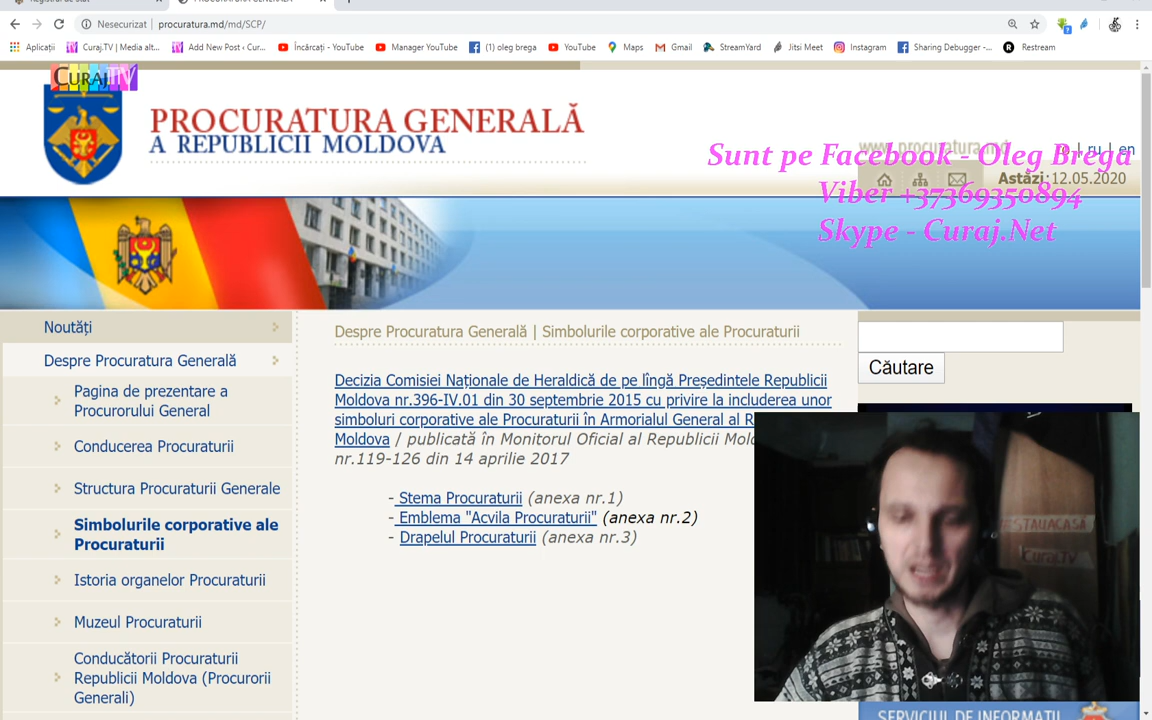 PROCURATURA GENERALĂ
Nesecurizat
procuratura.md/md/SCP/
Aplicații
Curaj.TV | Media alt...
Add New Post ‹ Cur...
Încărcați - YouTube
Manager YouTube
(1) oleg brega
YouTube
Maps
Gmail
StreamYard
Jitsi Meet
Instagram
Sharing Debugger -...
Restream
CurajTV
PROCURATURA GENERALĂ
A REPUBLICII MOLDOVA
www.procuratura.md
| ru | en
Sunt pe Facebook - Oleg Brega
Astăzi: 12.05.2020
Viber +37369350894
Skype - Curaj.Net
Noutăți
Despre Procuratura Generală
Pagina de prezentare a
Procurorului General
Conducerea Procuraturii
Structura Procuraturii Generale
Simbolurile corporative ale
Procuraturii
Istoria organelor Procuraturii
Muzeul Procuraturii
Conducătorii Procuraturii
Republicii Moldova (Procurorii
Generali)
Despre Procuratura Generală | Simbolurile corporative ale Procuraturii
Decizia Comisiei Naționale de Heraldică de pe lîngă Președintele Republicii
Moldova nr.396-IV.01 din 30 septembrie 2015 cu privire la includerea unor
simboluri corporative ale Procuraturii în Armorialul General al
Moldova / publicată în Monitorul Oficial al Republicii
nr.119-126 din 14 aprilie 2017
- Stema Procuraturii (anexa nr.1)
- Emblema "Acvila Procuraturii" (anexa nr.2)
- Drapelul Procuraturii (anexa nr.3)
Căutare
STAUACASA
CurajTV
SERVICIUL DE INFORMAȚII